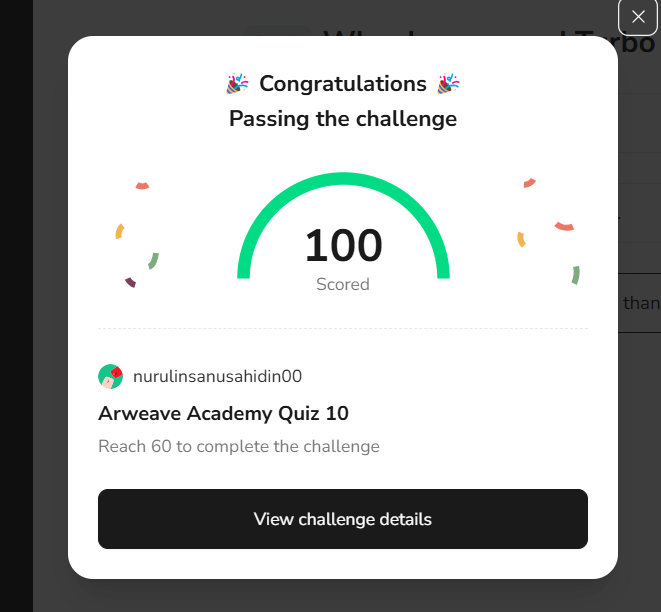 🎉 Congratulations 🎉
Passing the challenge
100
Scored
than
nurulinsanusahidin00
Arweave Academy Quiz 10
Reach 60 to complete the challenge
View challenge details